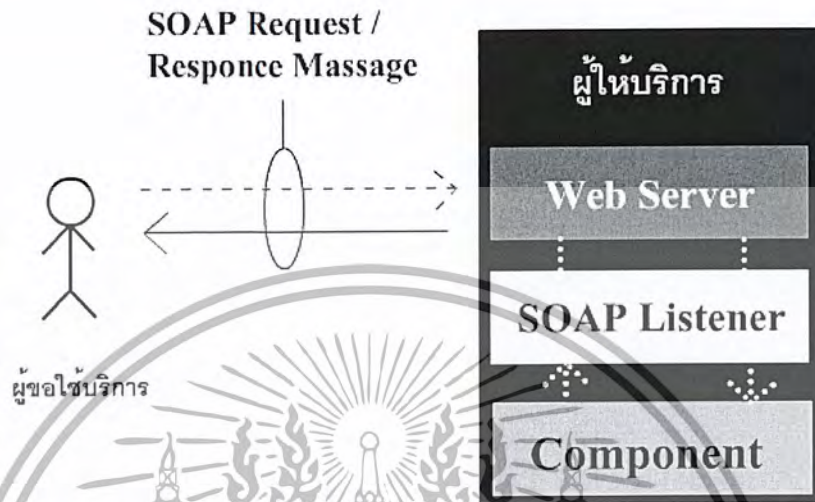 SOAP Request /
Responce Massage
ผู้ให้บริการ
Web Server
SOAP Listener
Component
ผู้ขอใช้บริการ